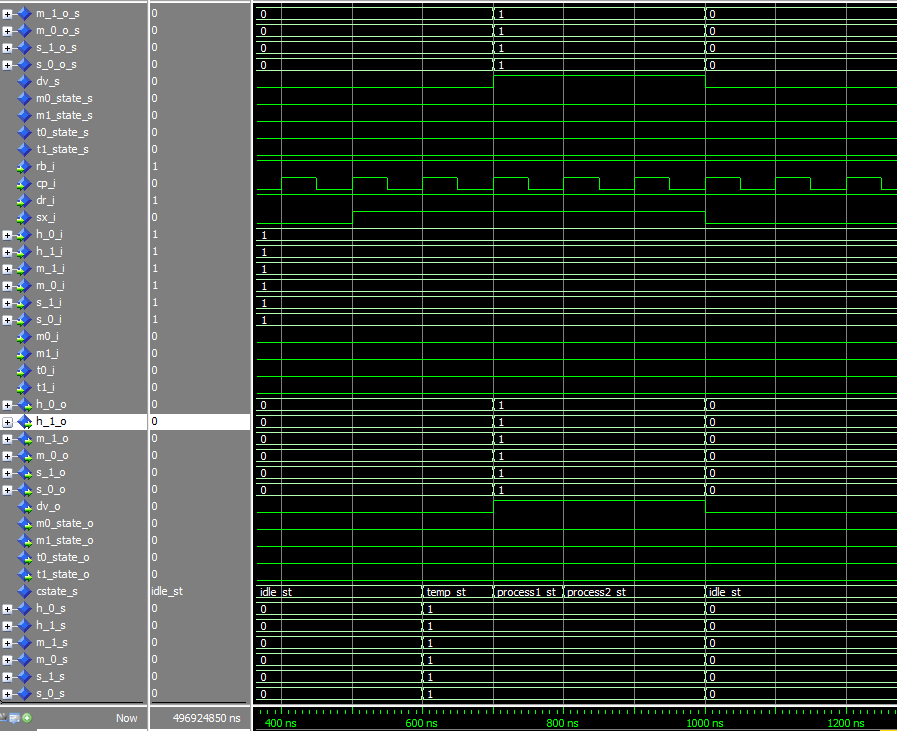 m_1_o_s 0 0 1 0
m_0_o_s 0 0 1 0
s_1_o_s 0 0 1 0
s_0_o_s 0 0 1 0
dv_s 0
m0_state_s 0
m1_state_s 0
t0_state_s 0
t1_state_s 0
rb_i 1
cp_i 0
dr_i 1
sx_i 0
h_0_i 1 1
h_1_i 1 1
m_1_i 1 1
m_0_i 1 1
s_1_i 1 1
s_0_i 1 1
m0_i 0
m1_i 0
t0_i 0
t1_i 0
h_0_o 0 0 1 0
h_1_o 0 0 1 0
m_1_o 0 0 1 0
m_0_o 0 0 1 0
s_1_o 0 0 1 0
s_0_o 0 0 1 0
dv_o 0
m0_state_o 0
m1_state_o 0
t0_state_o 0
t1_state_o 0
cstate_s idle_st idle_st temp_st process1_st process2_st idle_st
h_0_s 0 0 1 0
h_1_s 0 0 1 0
m_1_s 0 0 1 0
m_0_s 0 0 1 0
s_1_s 0 0 1 0
s_0_s 0 0 1 0
Now 496924850 ns 400 ns 600 ns 800 ns 1000 ns 1200 ns